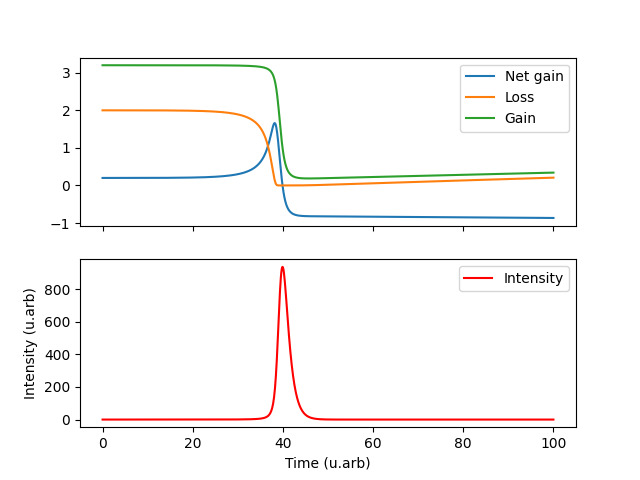 3
2
1
0
−1
Net gain
Loss
Gain
Intensity (u.arb)
800
600
400
200
0
Intensity
0 20 40 60 80 100
Time (u.arb)